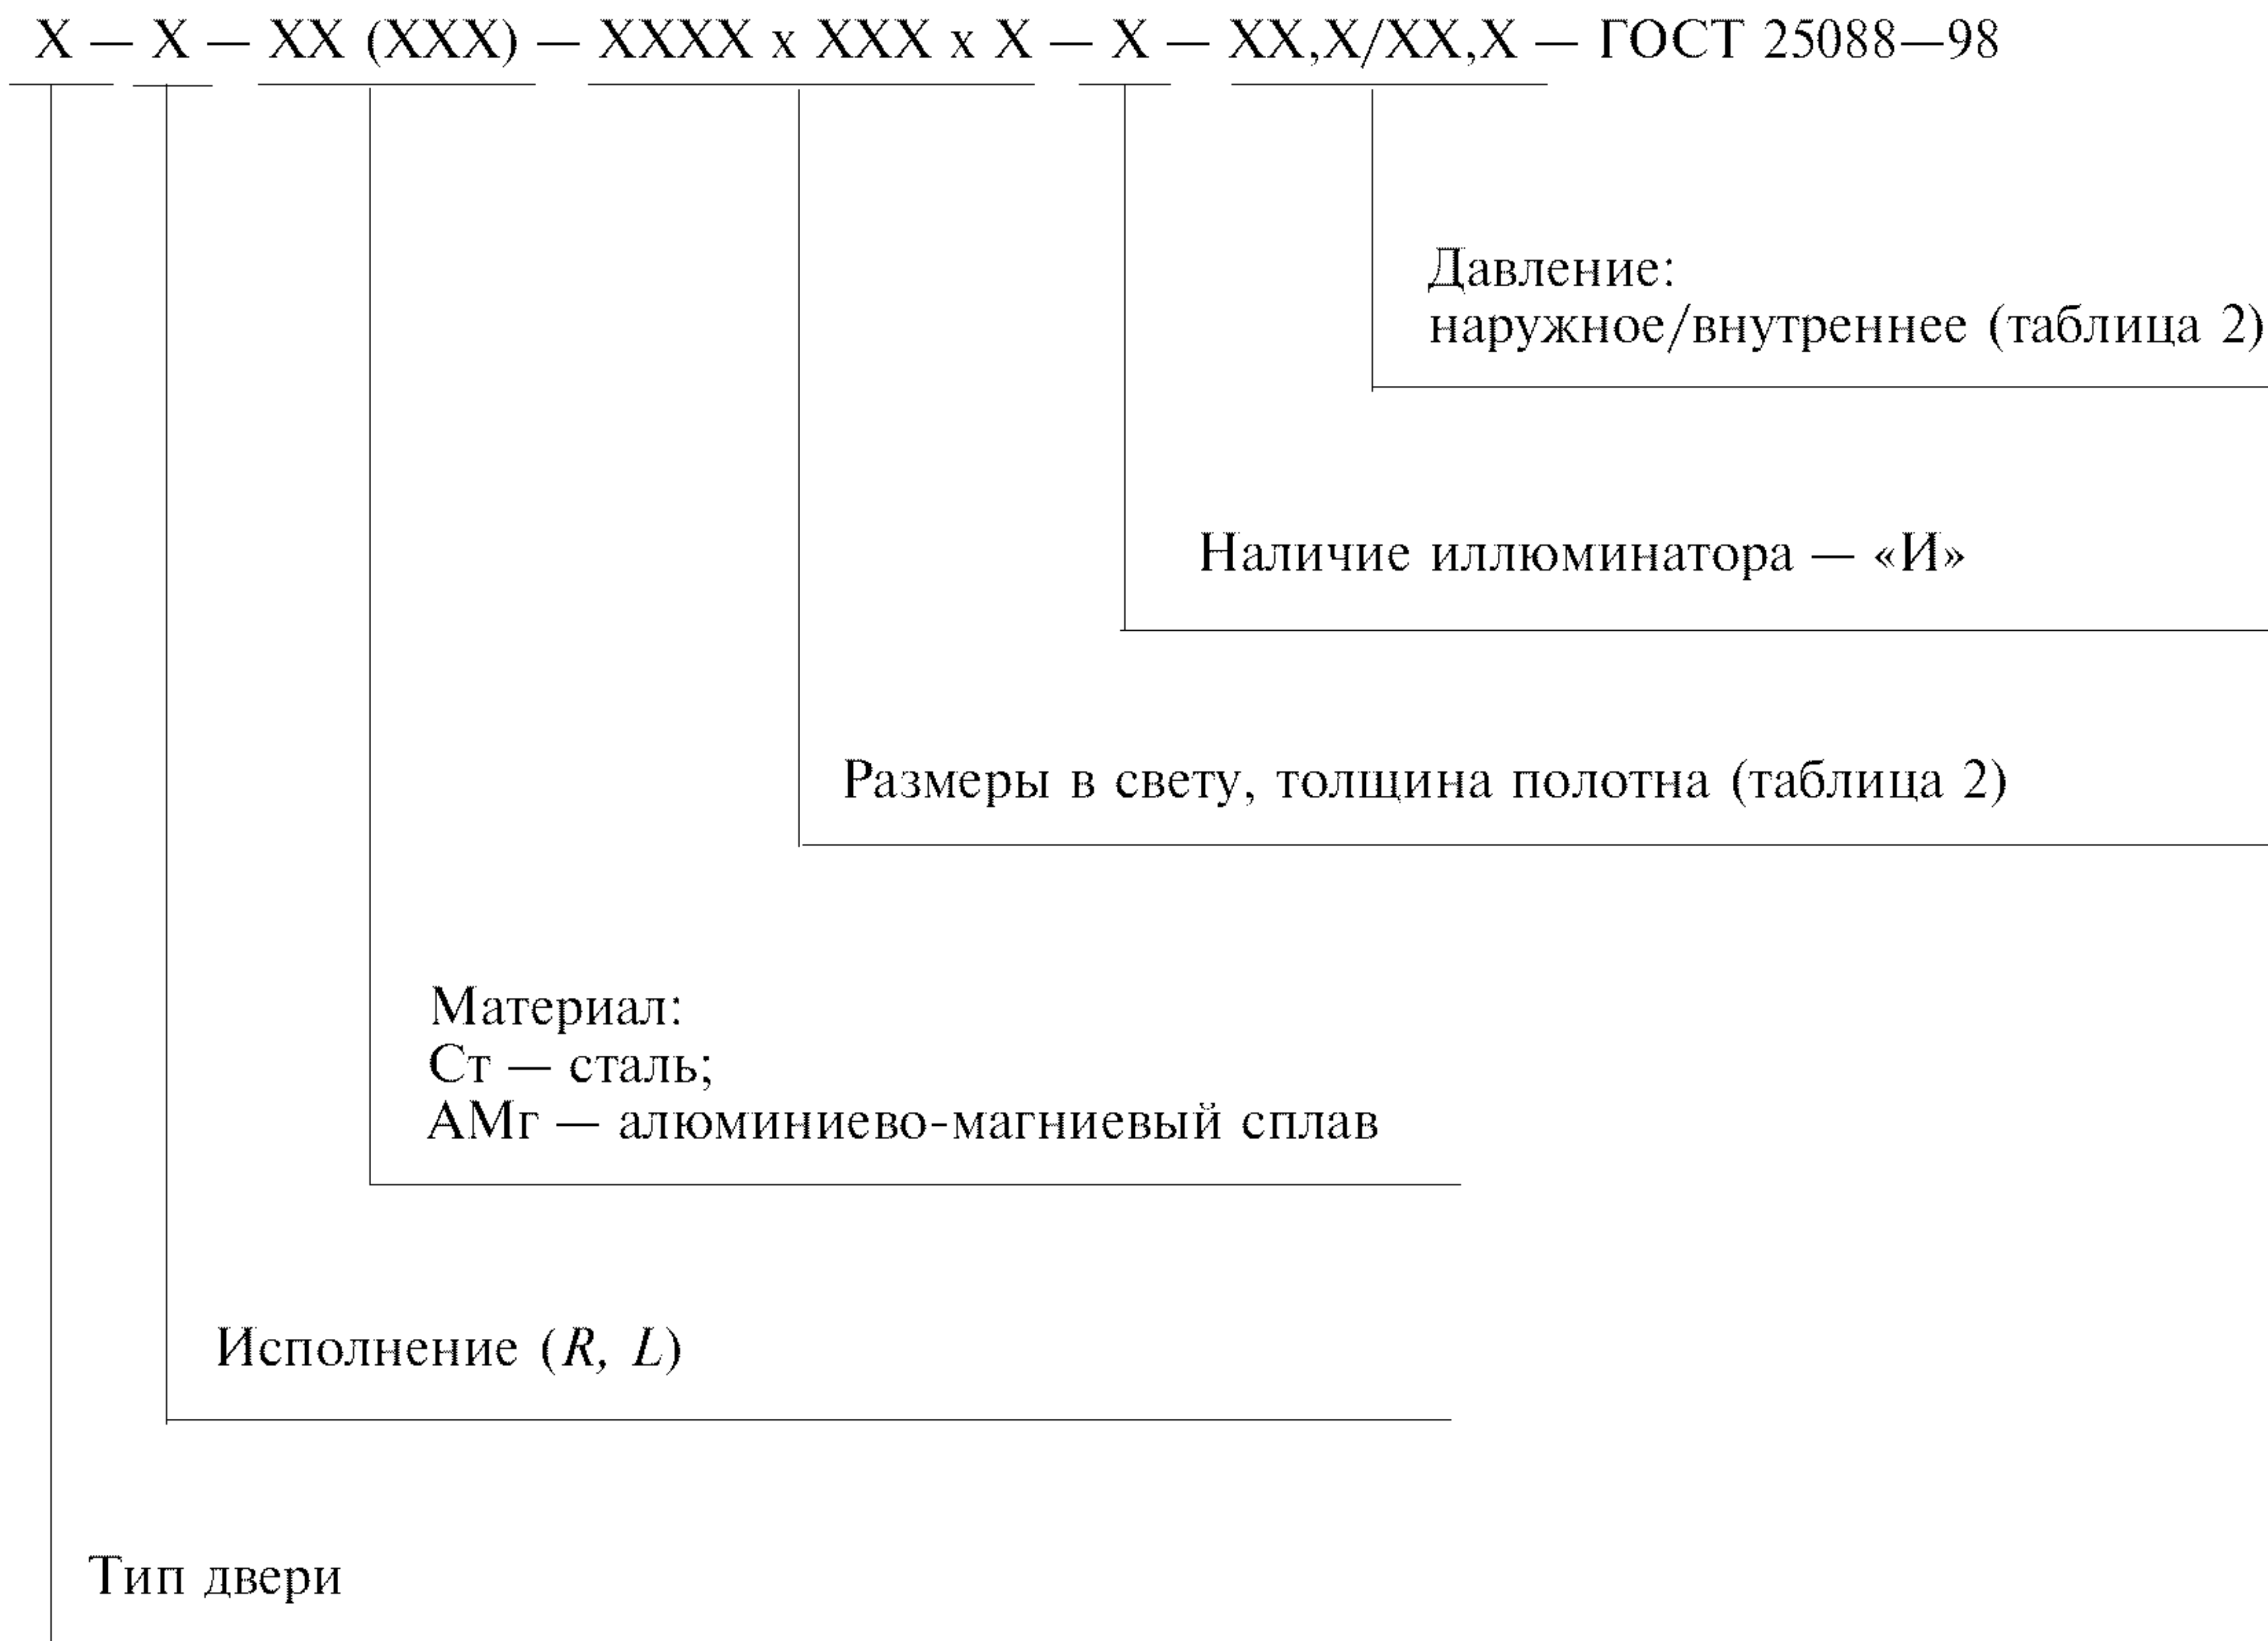 X — X — XX (XXX) — XXXX x XXX x X — X — XX,X/XX,X — ГОСТ 25088—98
Давление:
наружное/внутреннее (таблица 2)
Наличие иллюминатора — «И»
Размеры в свету, толщина полотна (таблица 2)
Материал:
Ст — сталь;
АМг — алюминиево-магниевый сплав
Исполнение (R, L)
Тип двери